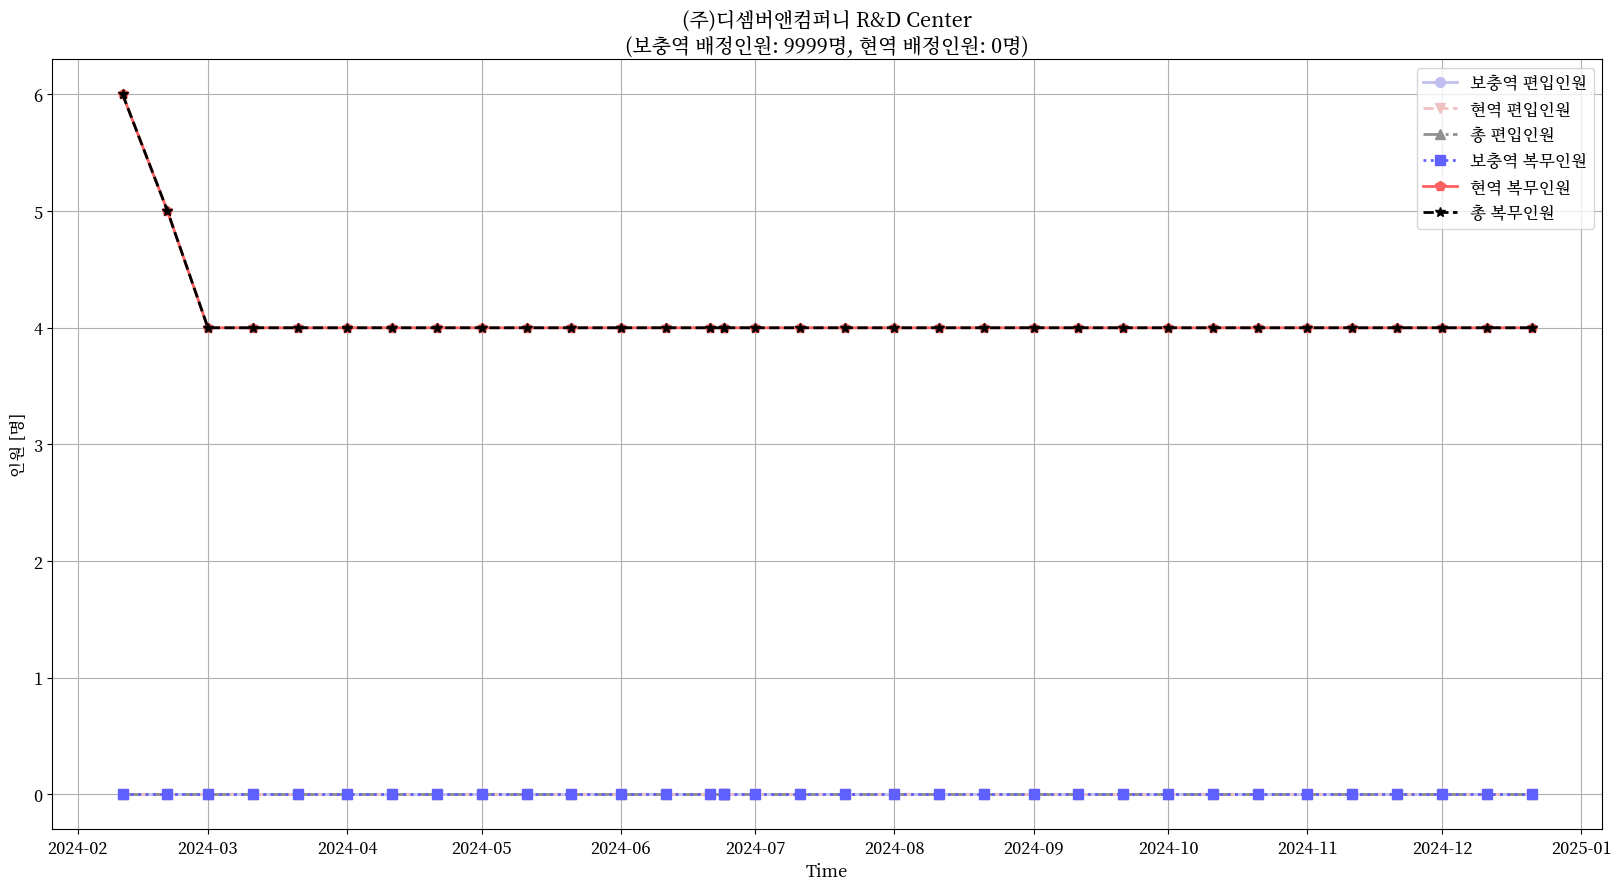 (주)디셈버앤컴퍼니 R&D Center
(보충역 배정인원: 9999명, 현역 배정인원: 0명)
보충역 편입인원
현역 편입인원
총 편입인원
보충역 복무인원
현역 복무인원
총 복무인원
인원 [명]
6
5
4
3
2
1
0
2024-02 2024-03 2024-04 2024-05 2024-06 2024-07 2024-08 2024-09 2024-10 2024-11 2024-12 2025-01
Time